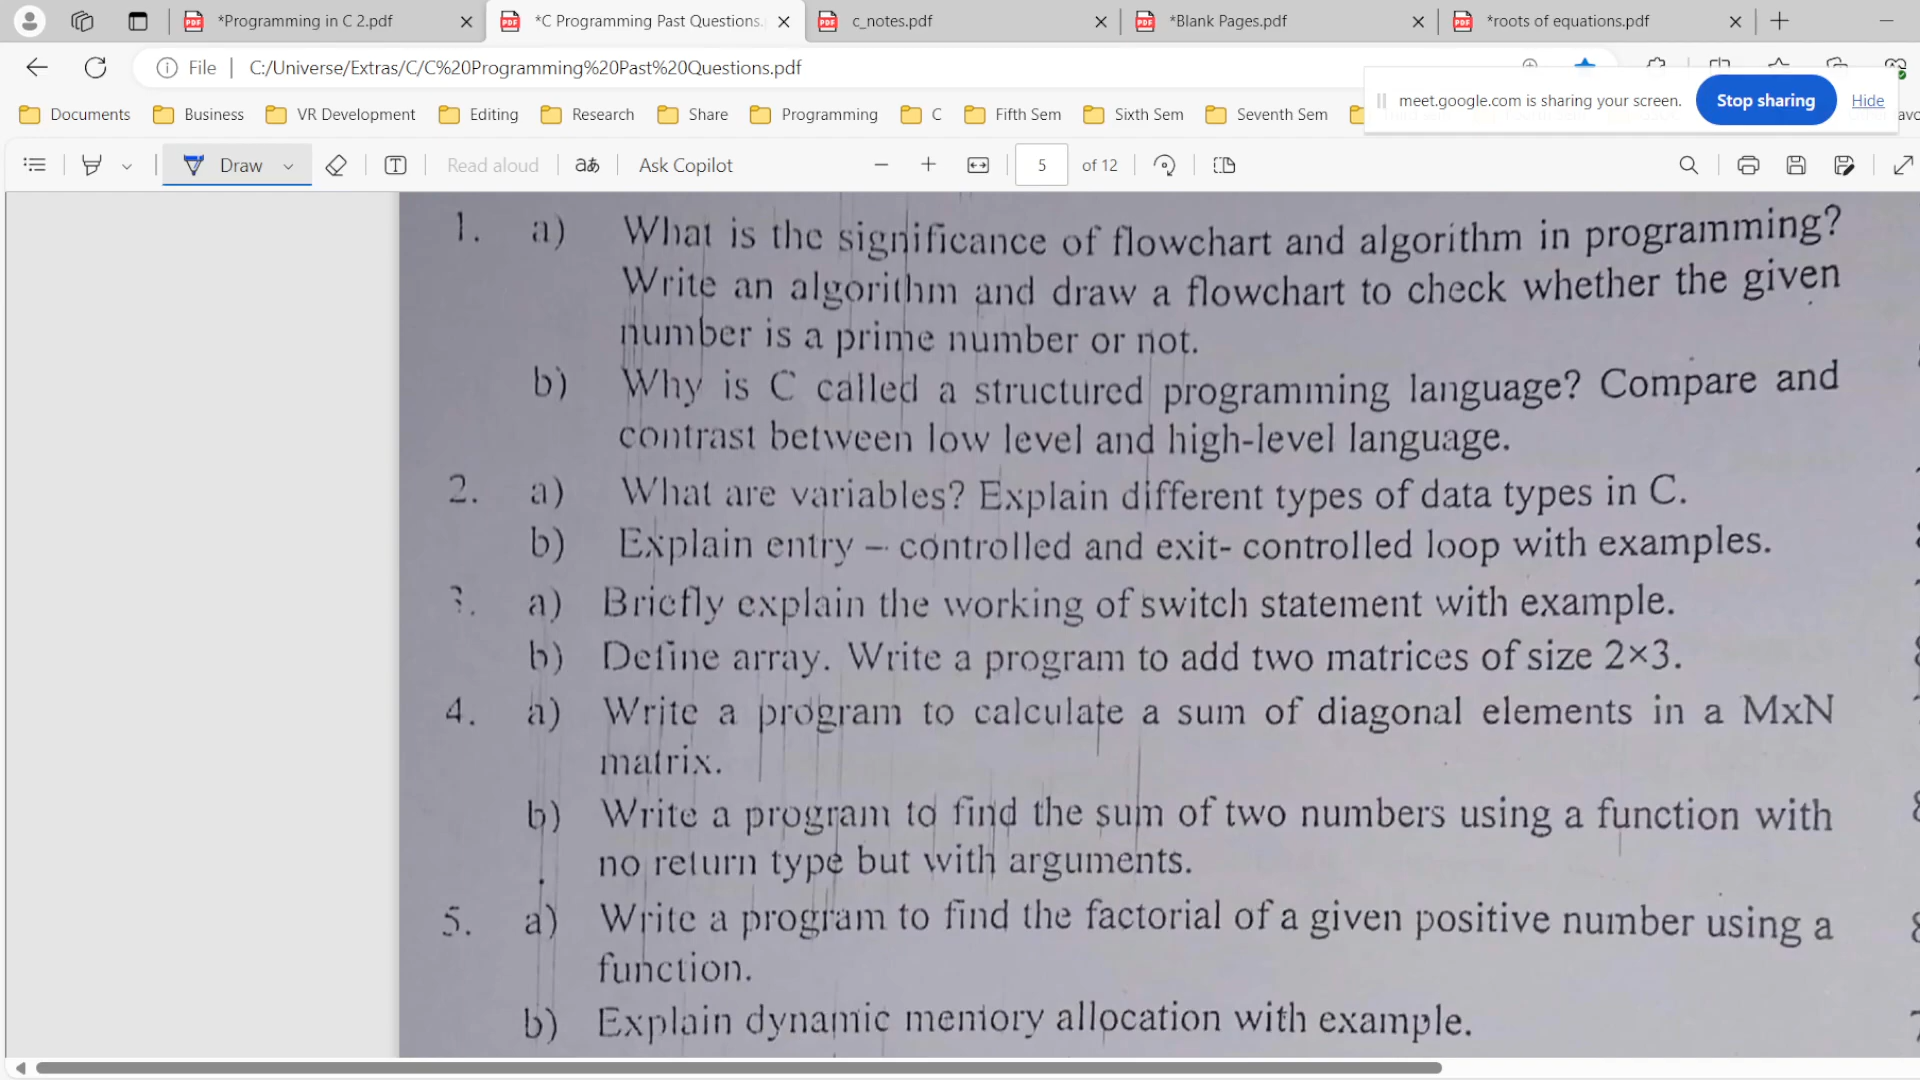 *Programming in C 2.pdf
*C Programming Past Questions.
c_notes.pdf
*Blank Pages.pdf
*roots of equations.pdf
File
C:/Universe/Extras/C/C%20Programming%20Past%20Questions.pdf
Documents
Business
VR Development
Editing
Research
Share
Programming
C
Fifth Sem
Sixth Sem
Seventh Sem
meet.google.com is sharing your screen.
Stop sharing
Hide
Draw
Read aloud
aあ
Ask Copilot
5
of 12
1. a) What is the significance of flowchart and algorithm in programming?
Write an algorithm and draw a flowchart to check whether the given
number is a prime number or not.
b) Why is C called a structured programming language? Compare and
contrast between low level and high-level language.
2. a) What are variables? Explain different types of data types in C.
b) Explain entry – controlled and exit- controlled loop with examples.
3. a) Briefly explain the working of switch statement with example.
b) Define array. Write a program to add two matrices of size 2×3.
4. a) Write a program to calculate a sum of diagonal elements in a MxN
matrix.
b) Write a program to find the sum of two numbers using a function with
no return type but with arguments.
5. a) Write a program to find the factorial of a given positive number using a
function.
b) Explain dynamic memory allocation with example.